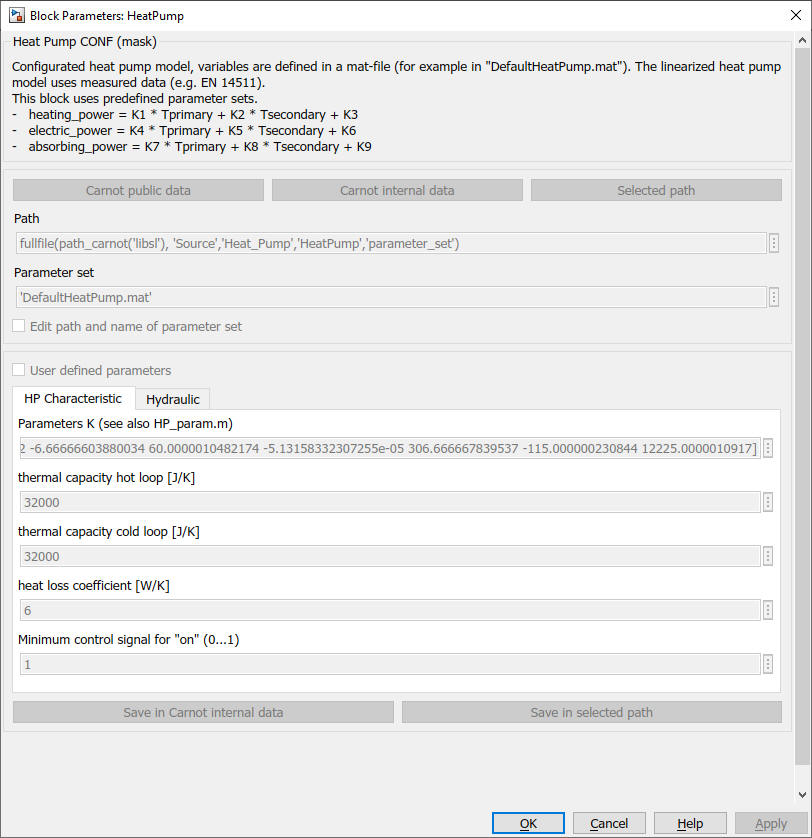 Block Parameters: HeatPump
Heat Pump CONF (mask)
Configurated heat pump model, variables are defined in a mat-file (for example in "DefaultHeatPump.mat"). The linearized heat pump
model uses measured data (e.g. EN 14511).
This block uses predefined parameter sets.
- heating_power = K1 * Tprimary + K2 * Tsecondary + K3
- electric_power = K4 * Tprimary + K5 * Tsecondary + K6
- absorbing_power = K7 * Tprimary + K8 * Tsecondary + K9
Carnot public data Carnot internal data Selected path
Path
fullfile(path_carnot('libsl'), 'Source','Heat_Pump','HeatPump','parameter_set')
Parameter set
'DefaultHeatPump.mat'
Edit path and name of parameter set
User defined parameters
HP Characteristic Hydraulic
Parameters K (see also HP_param.m)
2 -6.66666603880034 60.0000010482174 -5.13158332307255e-05 306.666667839537 -115.000000230844 12225.0000010917]
thermal capacity hot loop [J/K]
32000
thermal capacity cold loop [J/K]
32000
heat loss coefficient [W/K]
6
Minimum control signal for "on" (0...1)
1
Save in Carnot internal data Save in selected path
OK Cancel Help Apply